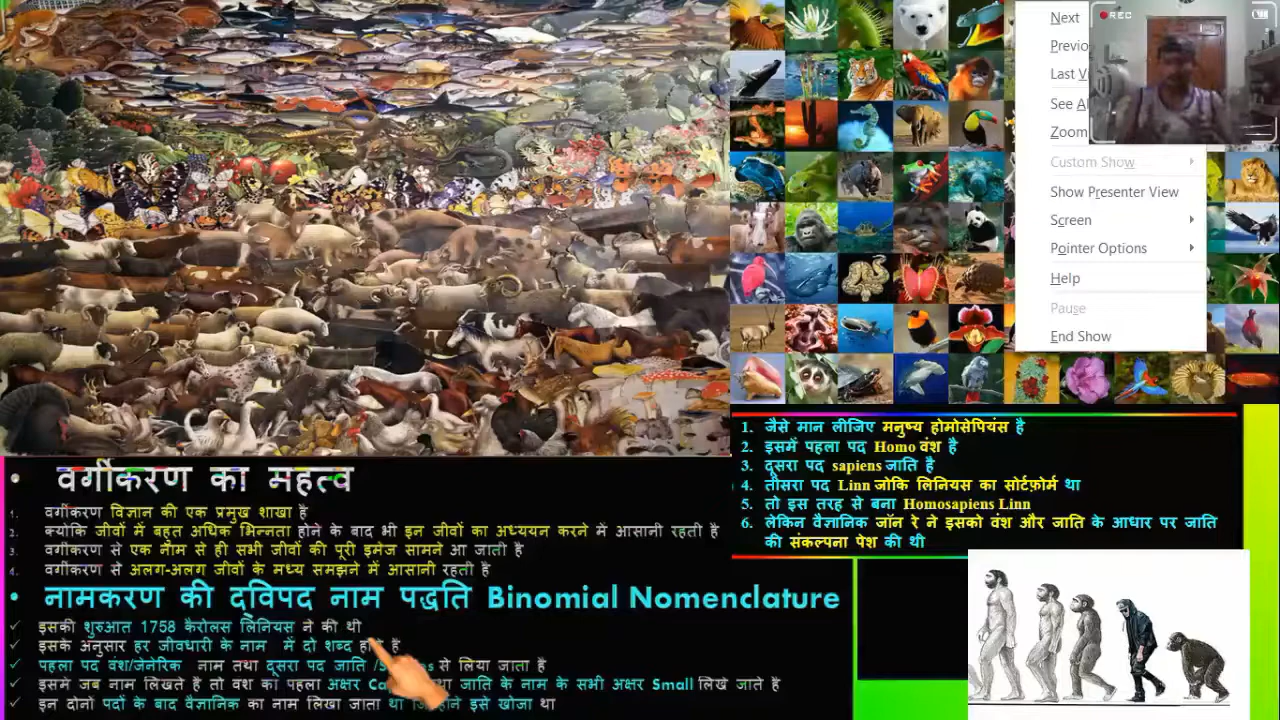 Next
REC
Previo
Last V
See Al
Zoom
Custom Show
Show Presenter View
Screen
Pointer Options
Help
Pause
End Show
1. जैसे मान लीजिए मनुष्य होमोसेपियंस है
2. इसमें पहला पद Homo वंश है
3. दूसरा पद sapiens जाति है
4. तीसरा पद Linn जोकि लिनियस का सोर्टफ़ोर्म था
5. तो इस तरह से बना Homosapiens Linn
6. लेकिन वैज्ञानिक जॉन रे ने इसको वंश और जाति के आधार पर जाति
की संकल्पना पेश की थी
• वर्गीकरण का महत्व
1. वर्गीकरण विज्ञान की एक प्रमुख शाखा है
2. क्योंकि जीवों में बहुत अधिक भिन्नता होने के बाद भी इन जीवों का अध्ययन करने में आसानी रहती है
3. वर्गीकरण से एक नाम से ही सभी जीवों की पूरी इमेज सामने आ जाती है
4. वर्गीकरण से अलग-अलग जीवों के मध्य समझने में आसानी रहती है
• नामकरण की द्विपद नाम पद्धति Binomial Nomenclature
✓ इसकी शुरुआत 1758 कैरोलस लिनियस ने की थी
✓ इसके अनुसार हर जीवधारी के नाम में दो शब्द है
✓ पहला पद वंश/जेनेरिक नाम तथा दूसरा पद जाति से लिया जाता है
✓ इसमें जब नाम लिखते है तो वंश का पहला अक्षर जाति के नाम के सभी अक्षर Small लिखे जाते है
✓ इन दोनो पदों के बाद वैज्ञानिक का नाम लिखा जाता था इसे खोजा था